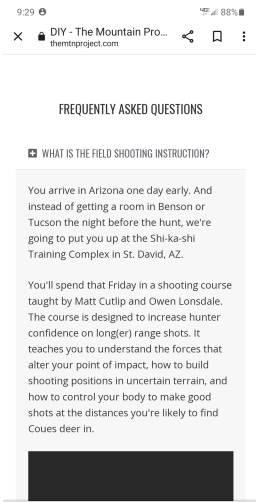 9:29
88%
DIY - The Mountain Pro...
themtnproject.com
FREQUENTLY ASKED QUESTIONS
WHAT IS THE FIELD SHOOTING INSTRUCTION?
You arrive in Arizona one day early. And
instead of getting a room in Benson or
Tucson the night before the hunt, we're
going to put you up at the Shi-ka-shi
Training Complex in St. David, AZ.
You'll spend that Friday in a shooting course
taught by Matt Cutlip and Owen Lonsdale.
The course is designed to increase hunter
confidence on long(er) range shots. It
teaches you to understand the forces that
alter your point of impact, how to build
shooting positions in uncertain terrain, and
how to control your body to make good
shots at the distances you're likely to find
Coues deer in.